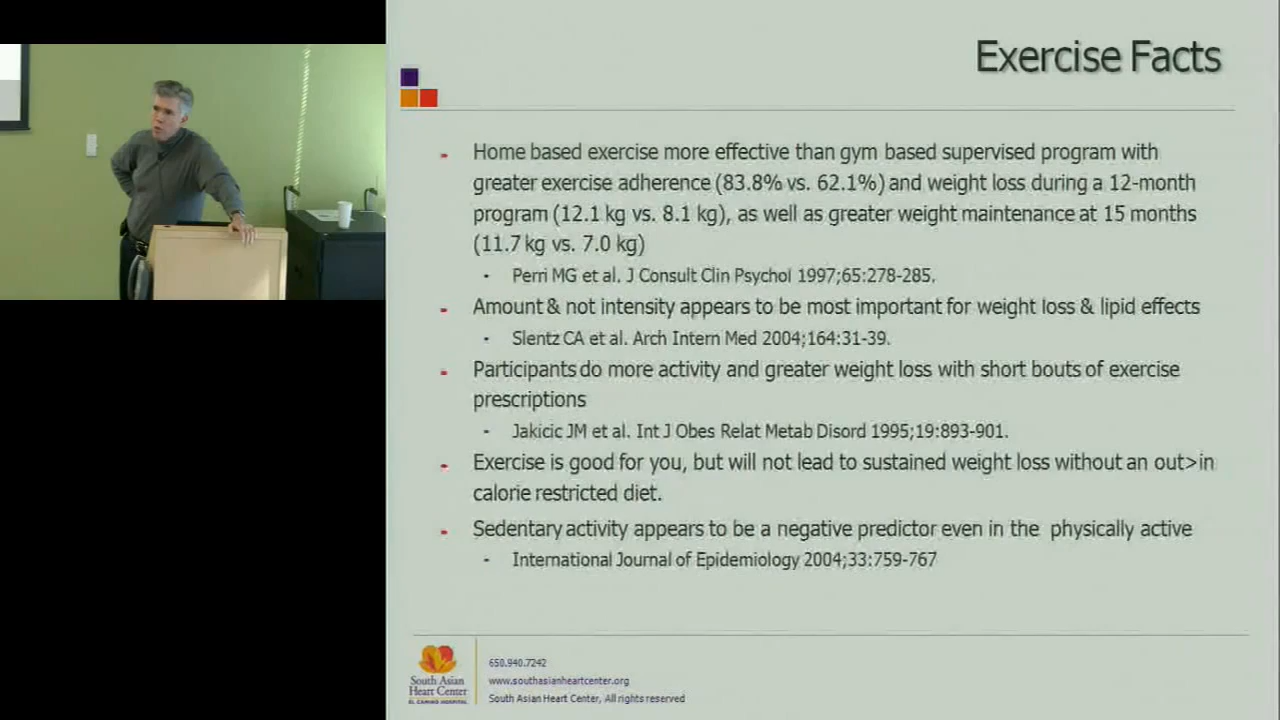 Exercise Facts
Home based exercise more effective than gym based supervised program with
greater exercise adherence (83.8% vs. 62.1%) and weight loss during a 12-month
program (12.1 kg vs. 8.1 kg), as well as greater weight maintenance at 15 months
(11.7 kg vs. 7.0 kg)
Perri MG et al. J Consult Clin Psychol 1997;65:278-285.
Amount & not intensity appears to be most important for weight loss & lipid effects
Slentz CA et al. Arch Intern Med 2004;164:31-39.
Participants do more activity and greater weight loss with short bouts of exercise
prescriptions
Jakicic JM et al. Int J Obes Relat Metab Disord 1995;19:893-901.
Exercise is good for you, but will not lead to sustained weight loss without an out>in
calorie restricted diet.
Sedentary activity appears to be a negative predictor even in the physically active
International Journal of Epidemiology 2004;33:759-767
South Asian
Heart Center
EL CAMINO HOSPITAL
650.940.7242
www.southasianheartcenter.org
South Asian Heart Center, All rights reserved